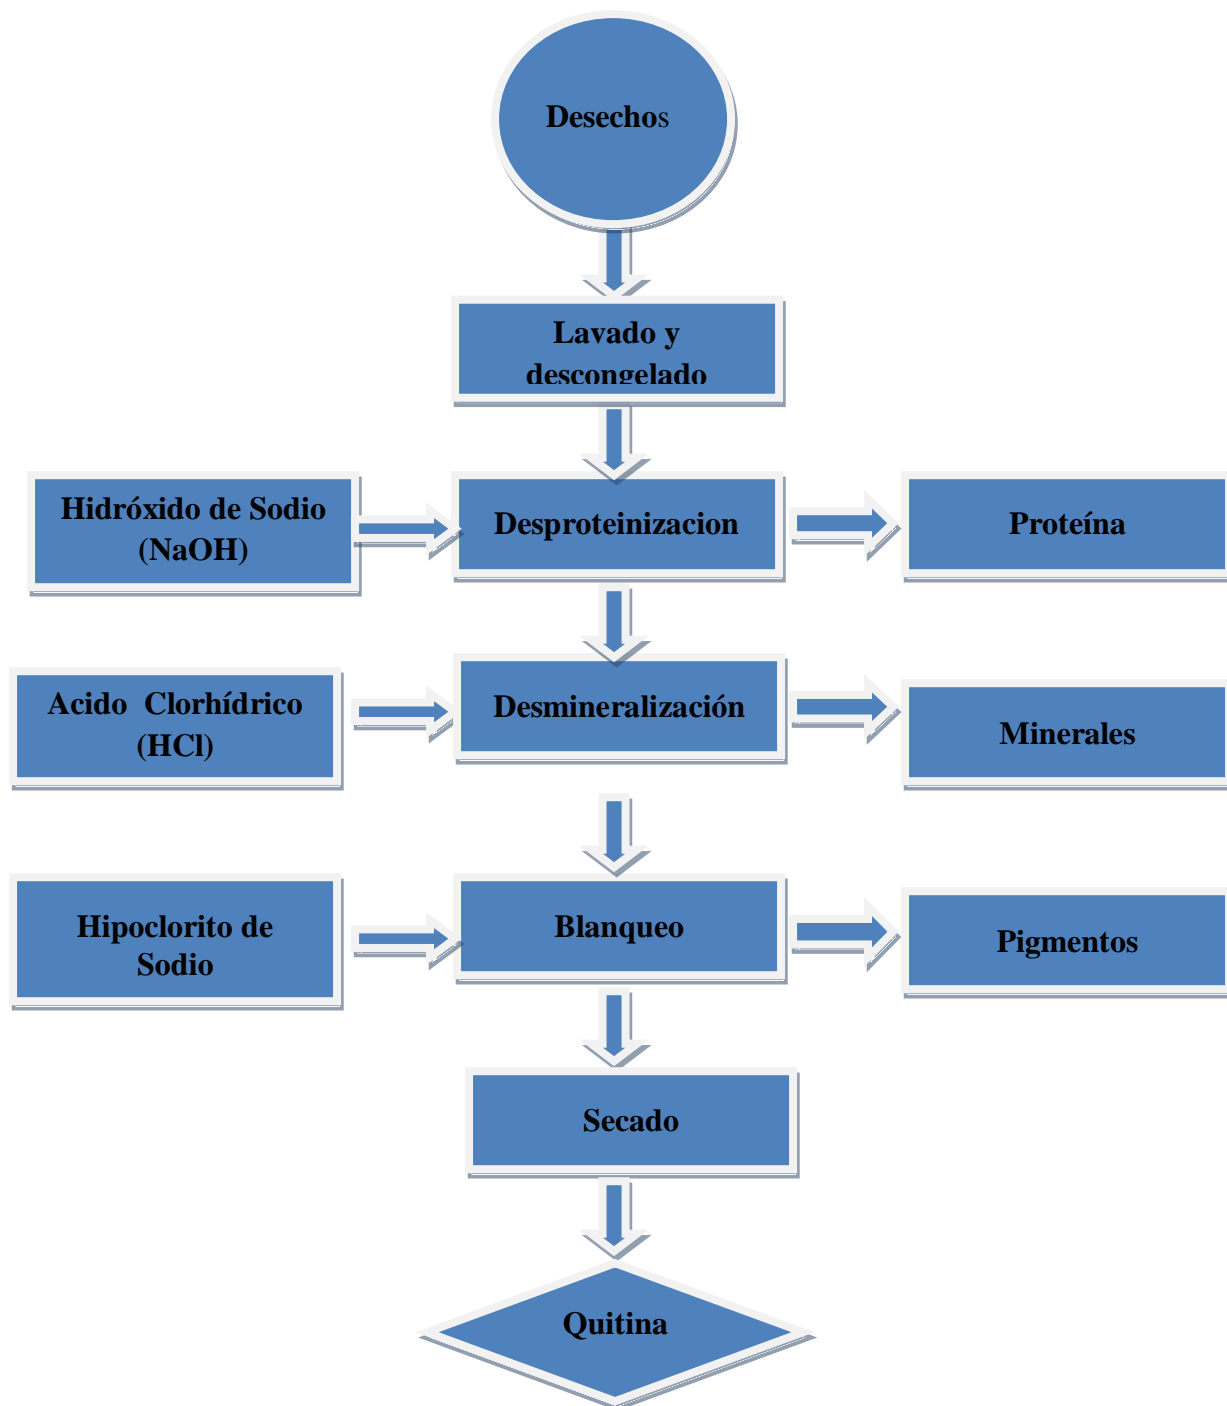 Desechos
Lavado y
descongelado
Hidróxido de Sodio
(NaOH)
Desproteinizacion
Proteína
Acido  Clorhídrico
(HCl)
Desmineralización
Minerales
Hipoclorito de
Sodio
Blanqueo
Pigmentos
Secado
Quitina